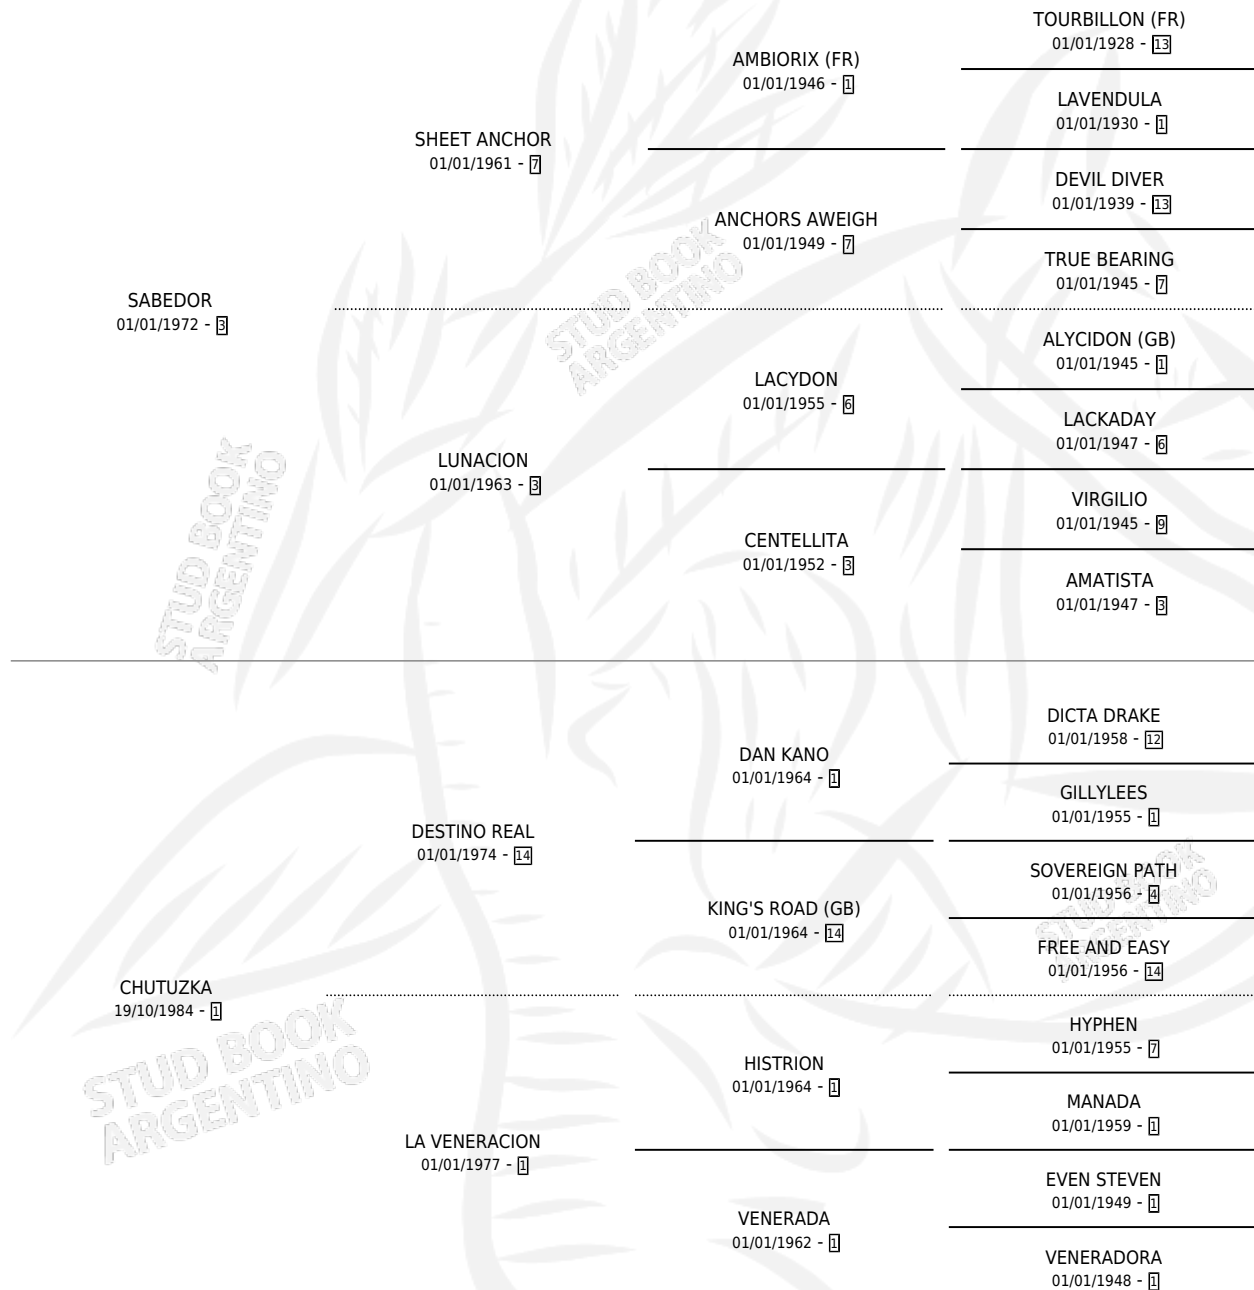 TOURBILLON (FR)
01/01/1928 - 13
AMBIORIX (FR)
01/01/1946 - 1
LAVENDULA
01/01/1930 - 1
SHEET ANCHOR
01/01/1961 - 7
DEVIL DIVER
01/01/1939 - 13
ANCHORS AWEIGH
01/01/1949 - 7
TRUE BEARING
01/01/1945 - 7
SABEDOR
01/01/1972 - 3
ALYCIDON (GB)
01/01/1945 - 1
LACYDON
01/01/1955 - 6
LACKADAY
01/01/1947 - 6
LUNACION
01/01/1963 - 3
VIRGILIO
01/01/1945 - 9
CENTELLITA
01/01/1952 - 3
AMATISTA
01/01/1947 - 3
DICTA DRAKE
01/01/1958 - 12
DAN KANO
01/01/1964 - 1
GILLYLEES
01/01/1955 - 1
DESTINO REAL
01/01/1974 - 14
SOVEREIGN PATH
01/01/1956 - 4
KING'S ROAD (GB)
01/01/1964 - 14
FREE AND EASY
01/01/1956 - 14
CHUTUZKA
19/10/1984 - 1
HYPHEN
01/01/1955 - 7
HISTRION
01/01/1964 - 1
MANADA
01/01/1959 - 1
LA VENERACION
01/01/1977 - 1
EVEN STEVEN
01/01/1949 - 1
VENERADA
01/01/1962 - 1
VENERADORA
01/01/1948 - 1
STUD BOOK
ARGENTINO
STUD BOOK
ARGENTINO
STUD BOOK
ARGENTINO
STUD BOOK
ARGENTINO